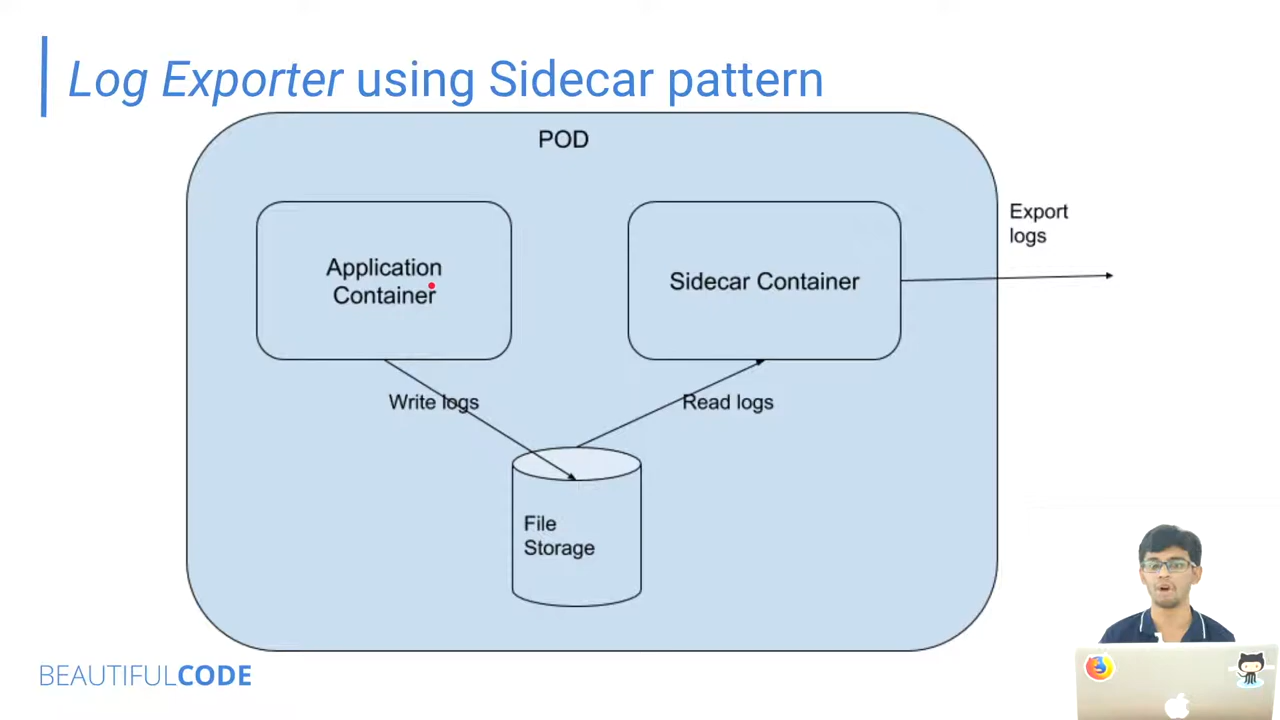 Log Exporter using Sidecar pattern
POD
Application
Container
Sidecar Container
Export
logs
Write logs
Read logs
File
Storage
BEAUTIFULCODE